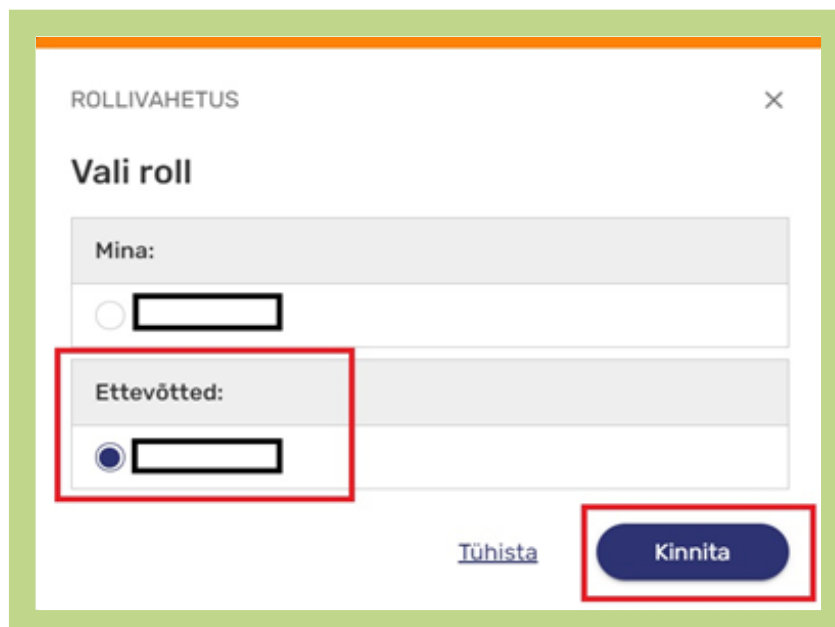 ROLLIVAHETUS
Vali roll
Mina:
Ettevõtted:
Tühista
Kinnita